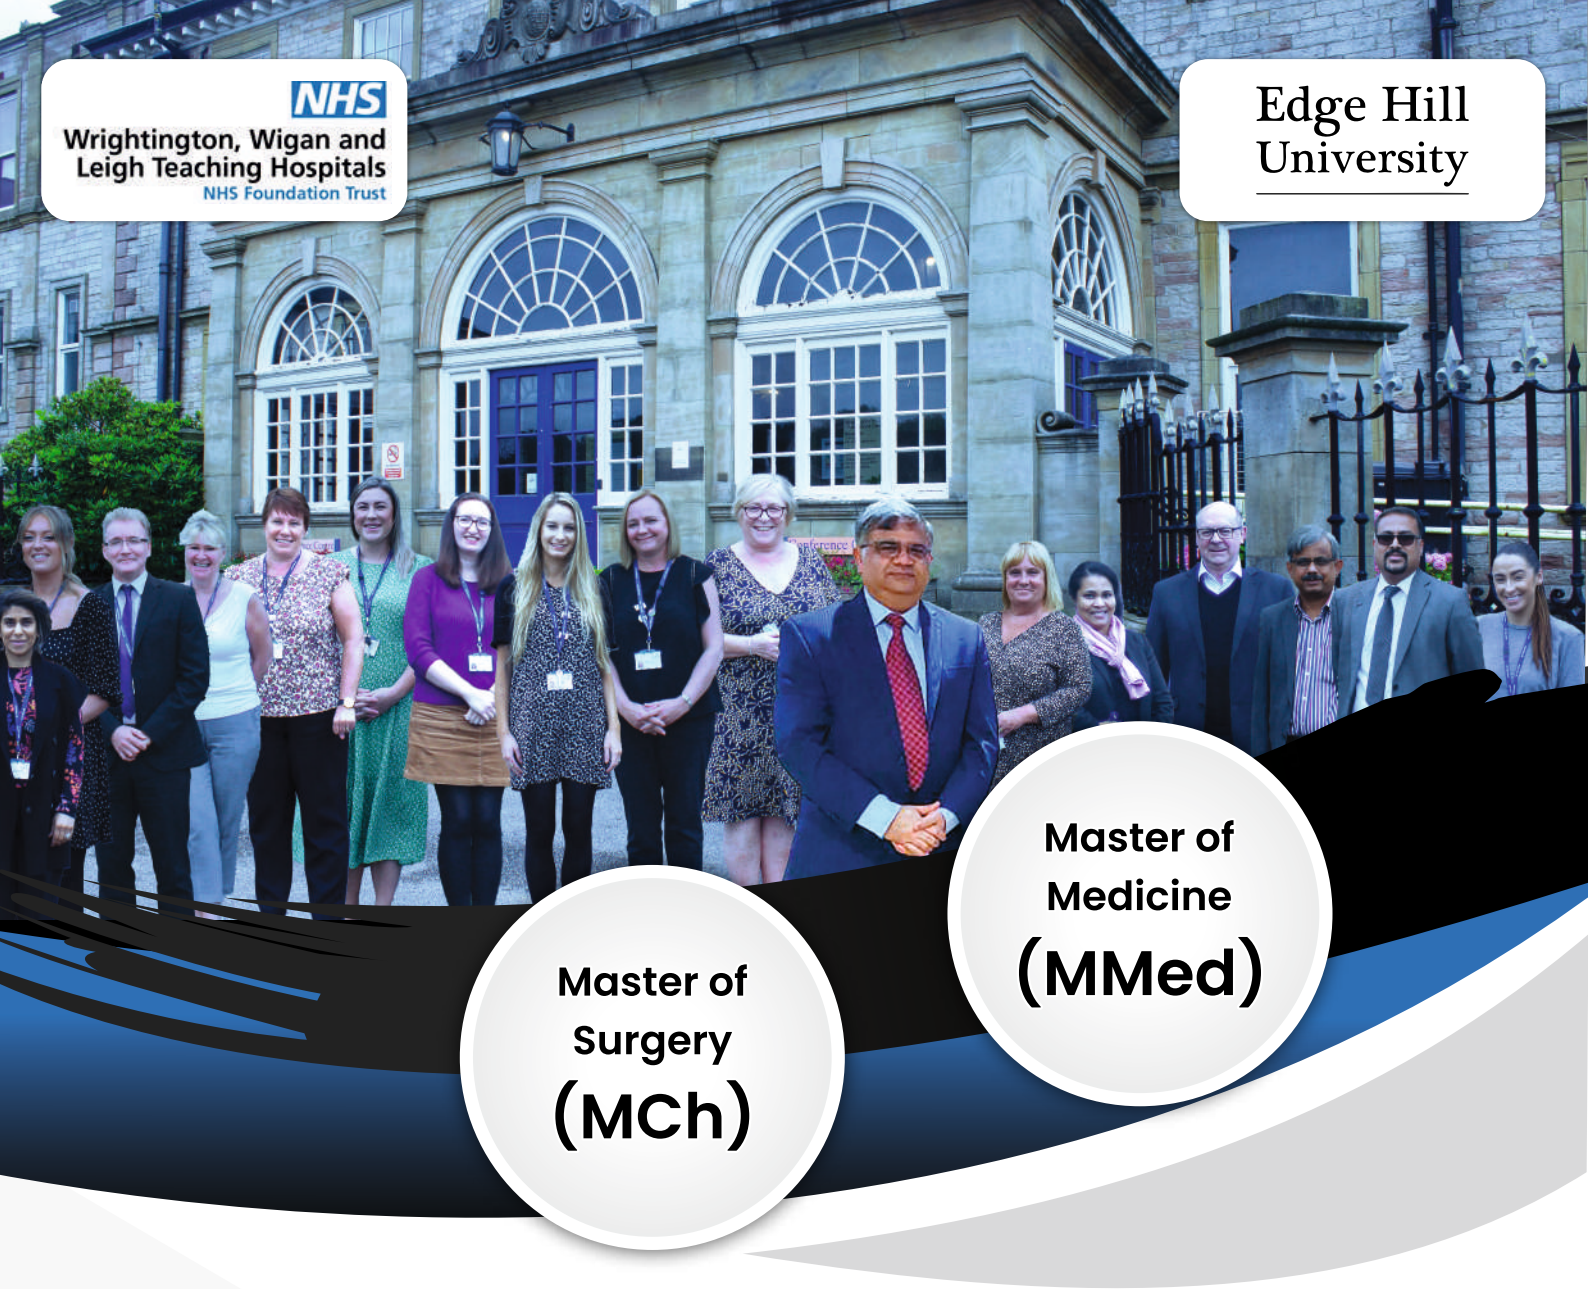 NHS
Wrightington, Wigan and
Leigh Teaching Hospitals
NHS Foundation Trust
Edge Hill
University
Conference
Master of
Medicine
(MMed)
Master of
Surgery
(MCh)